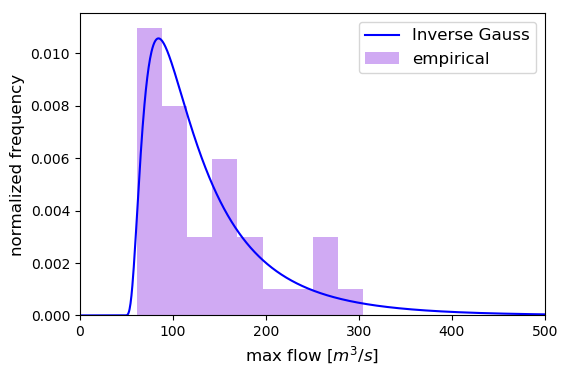 Inverse Gauss
empirical
normalized frequency
0.010
0.008
0.006
0.004
0.002
0.000
0 100 200 300 400 500
max flow [m³/s]